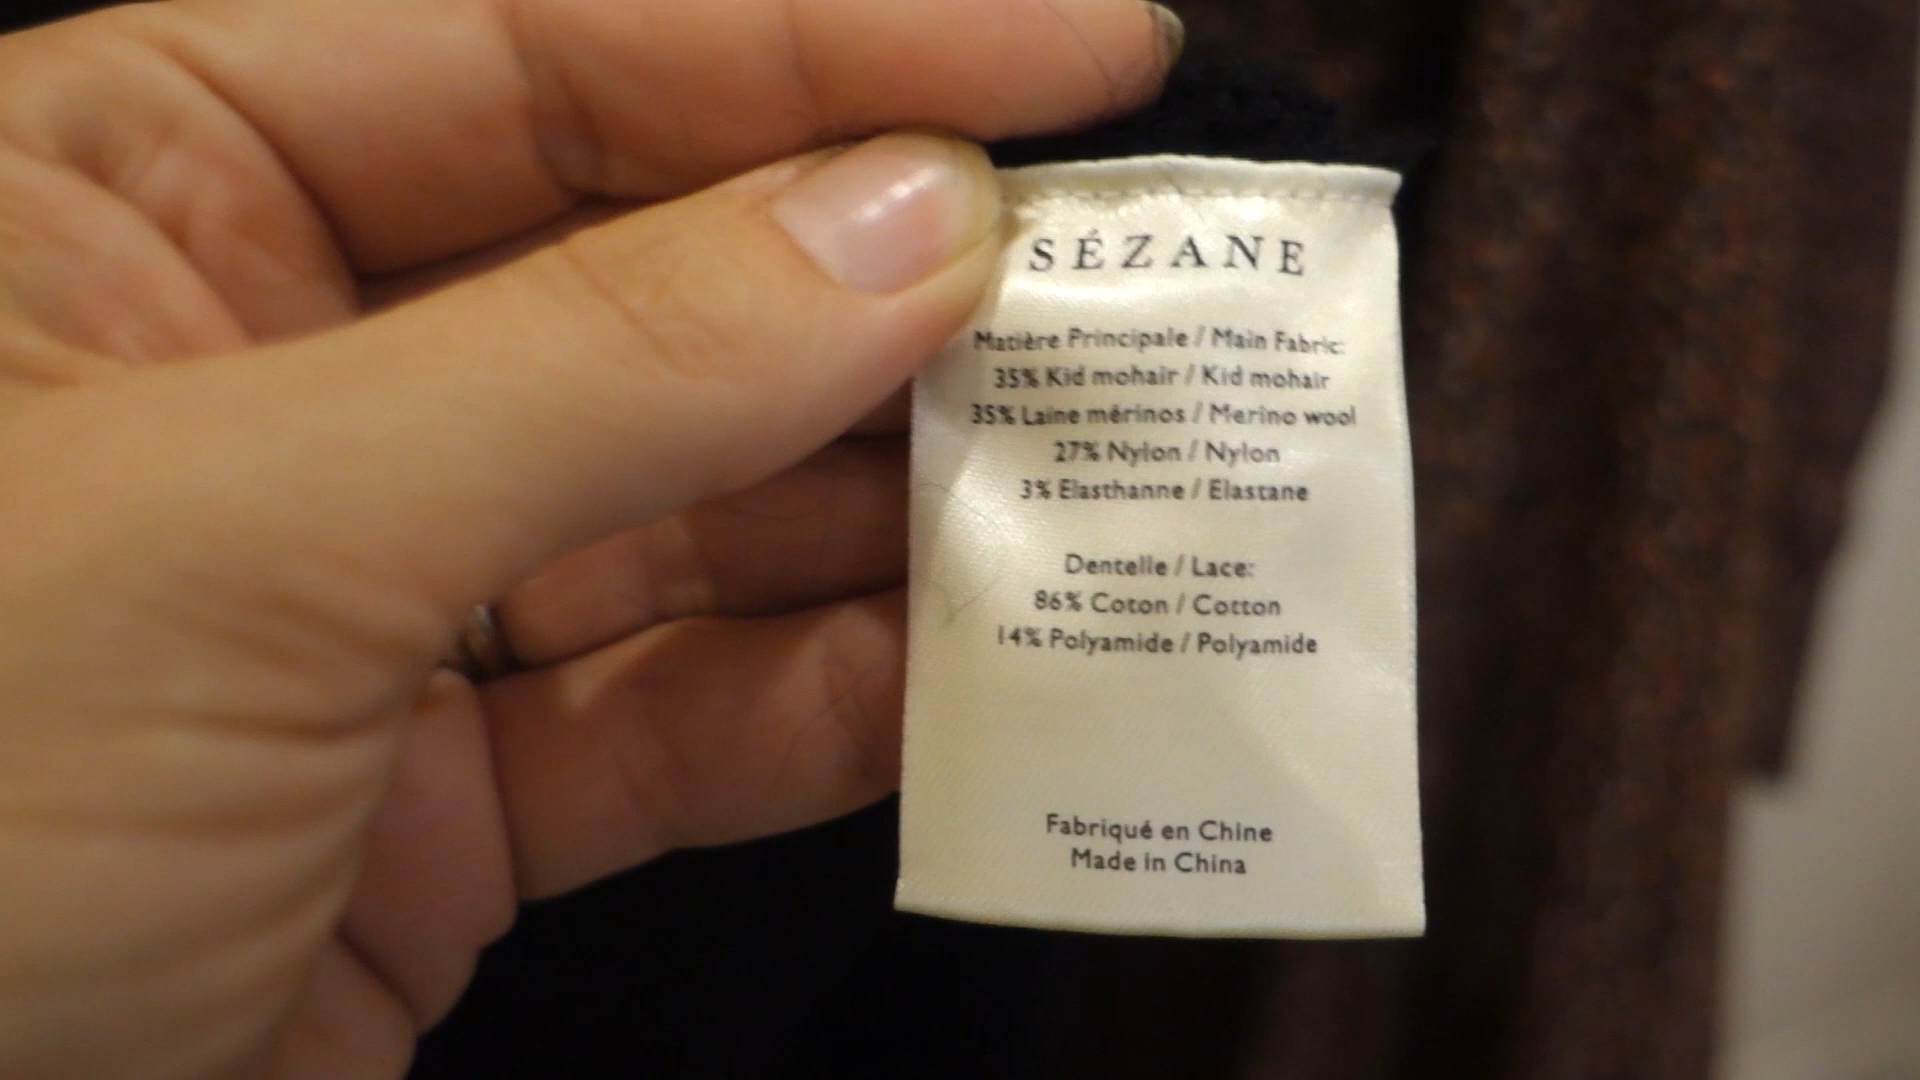 SÉZANE
Matière Principale / Main Fabric:
35% Kid mohair / Kid mohair
35% Laine mérinos / Merino wool
27% Nylon / Nylon
3% Elasthanne / Elastane
Dentelle / Lace:
86% Coton / Cotton
14% Polyamide / Polyamide
Fabriqué en Chine
Made in China